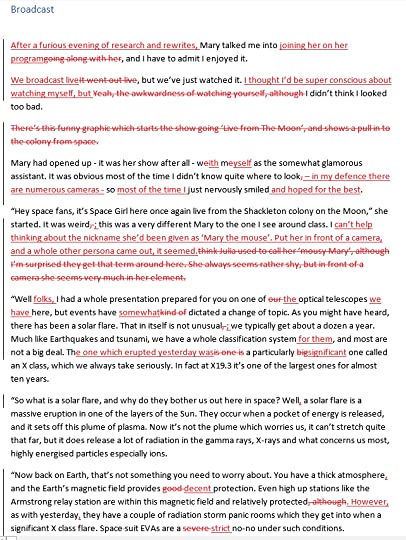 Broadcast
After a furious evening of research and rewrites, Mary talked me into joining her on her
programgoing along with her, and I have to admit I enjoyed it.
We broadcast liveIt went out live, but we've just watched it. I thought I'd be super conscious about
watching myself, but Yeah, the awkwardness of watching yourself, although I didn't think I looked
too bad.
There's this funny graphic which starts the show going 'Live from The Moon', and shows a pull in to
the colony from space.
Mary had opened up - it was her show after all - weith meyself as the somewhat glamorous
assistant. It was obvious most of the time I didn't know quite where to look, – in my defence there
are numerous cameras - so most of the time I just nervously smiled and hoped for the best.
"Hey space fans, it's Space Girl here once again live from the Shackleton colony on the Moon," she
started. It was weird,; this was a very different Mary to the one I see around class. I can't help
thinking about the nickname she'd been given as 'Mary the mouse'. Put her in front of a camera,
and a whole other persona came out, it seemed.think Julia used to call her 'mousy Mary', although
I'm surprised they get that term around here. She always seems rather shy, but in front of a
camera she seems very much in her element.
"Well folks, I had a whole presentation prepared for you on one of our the optical telescopes we
have here, but events have somewhatkind of dictated a change of topic. As you might have heard,
there has been a solar flare. That in itself is not unusual,; we typically get about a dozen a year.
Much like Earthquakes and tsunami, we have a whole classification system for them, and most are
not a big deal. The one which erupted yesterday wasis one is a particularly bigsignificant one called
an X class, which we always take seriously. In fact at X19.3 it's one of the largest ones for almost
ten years.
"So what is a solar flare, and why do they bother us out here in space? Well, a solar flare is a
massive eruption in one of the layers of the Sun. They occur when a pocket of energy is released,
and it sets off this plume of plasma. Now it's not the plume which worries us, it can't stretch quite
that far, but it does release a lot of radiation in the gamma rays, X-rays and what concerns us most,
highly energised particles especially ions.
"Now back on Earth, that's not something you need to worry about. You have a thick atmosphere,
and the Earth's magnetic field provides good decent protection. Even high up stations like the
Armstrong relay station are within this magnetic field and relatively protected, although. However,
as with yesterday, they have a couple of radiation storm panic rooms which they get into when a
significant X class flare. Space-suit EVAs are a severe strict no-no under such conditions.